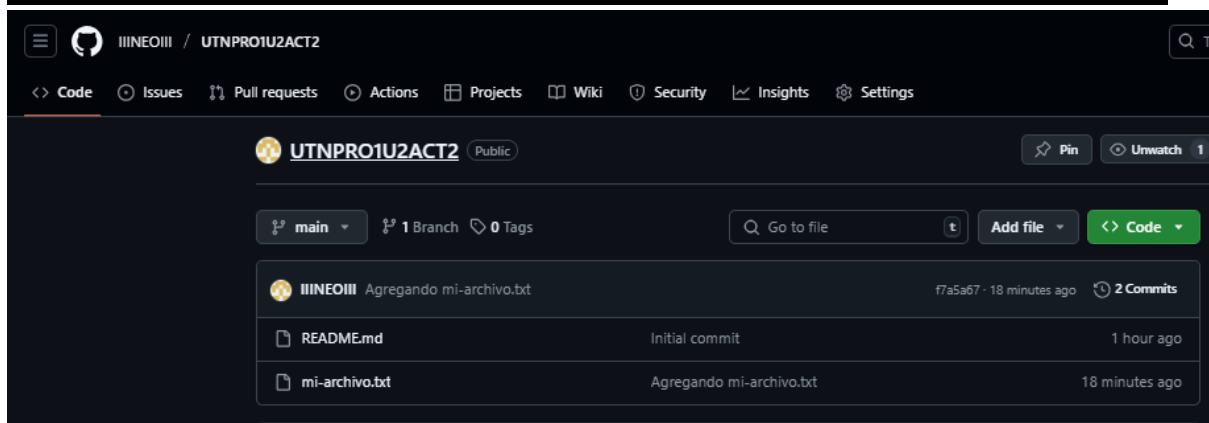 IIINEOIII / UTNPRO1U2ACT2
Code Issues Pull requests Actions Projects Wiki Security Insights Settings
UTNPRO1U2ACT2 Public Pin Unwatch 1
main 1 Branch 0 Tags Go to file t Add file Code
IIINEOIII Agregando mi-archivo.txt f7a5a67 · 18 minutes ago 2 Commits
README.md Initial commit 1 hour ago
mi-archivo.txt Agregando mi-archivo.txt 18 minutes ago